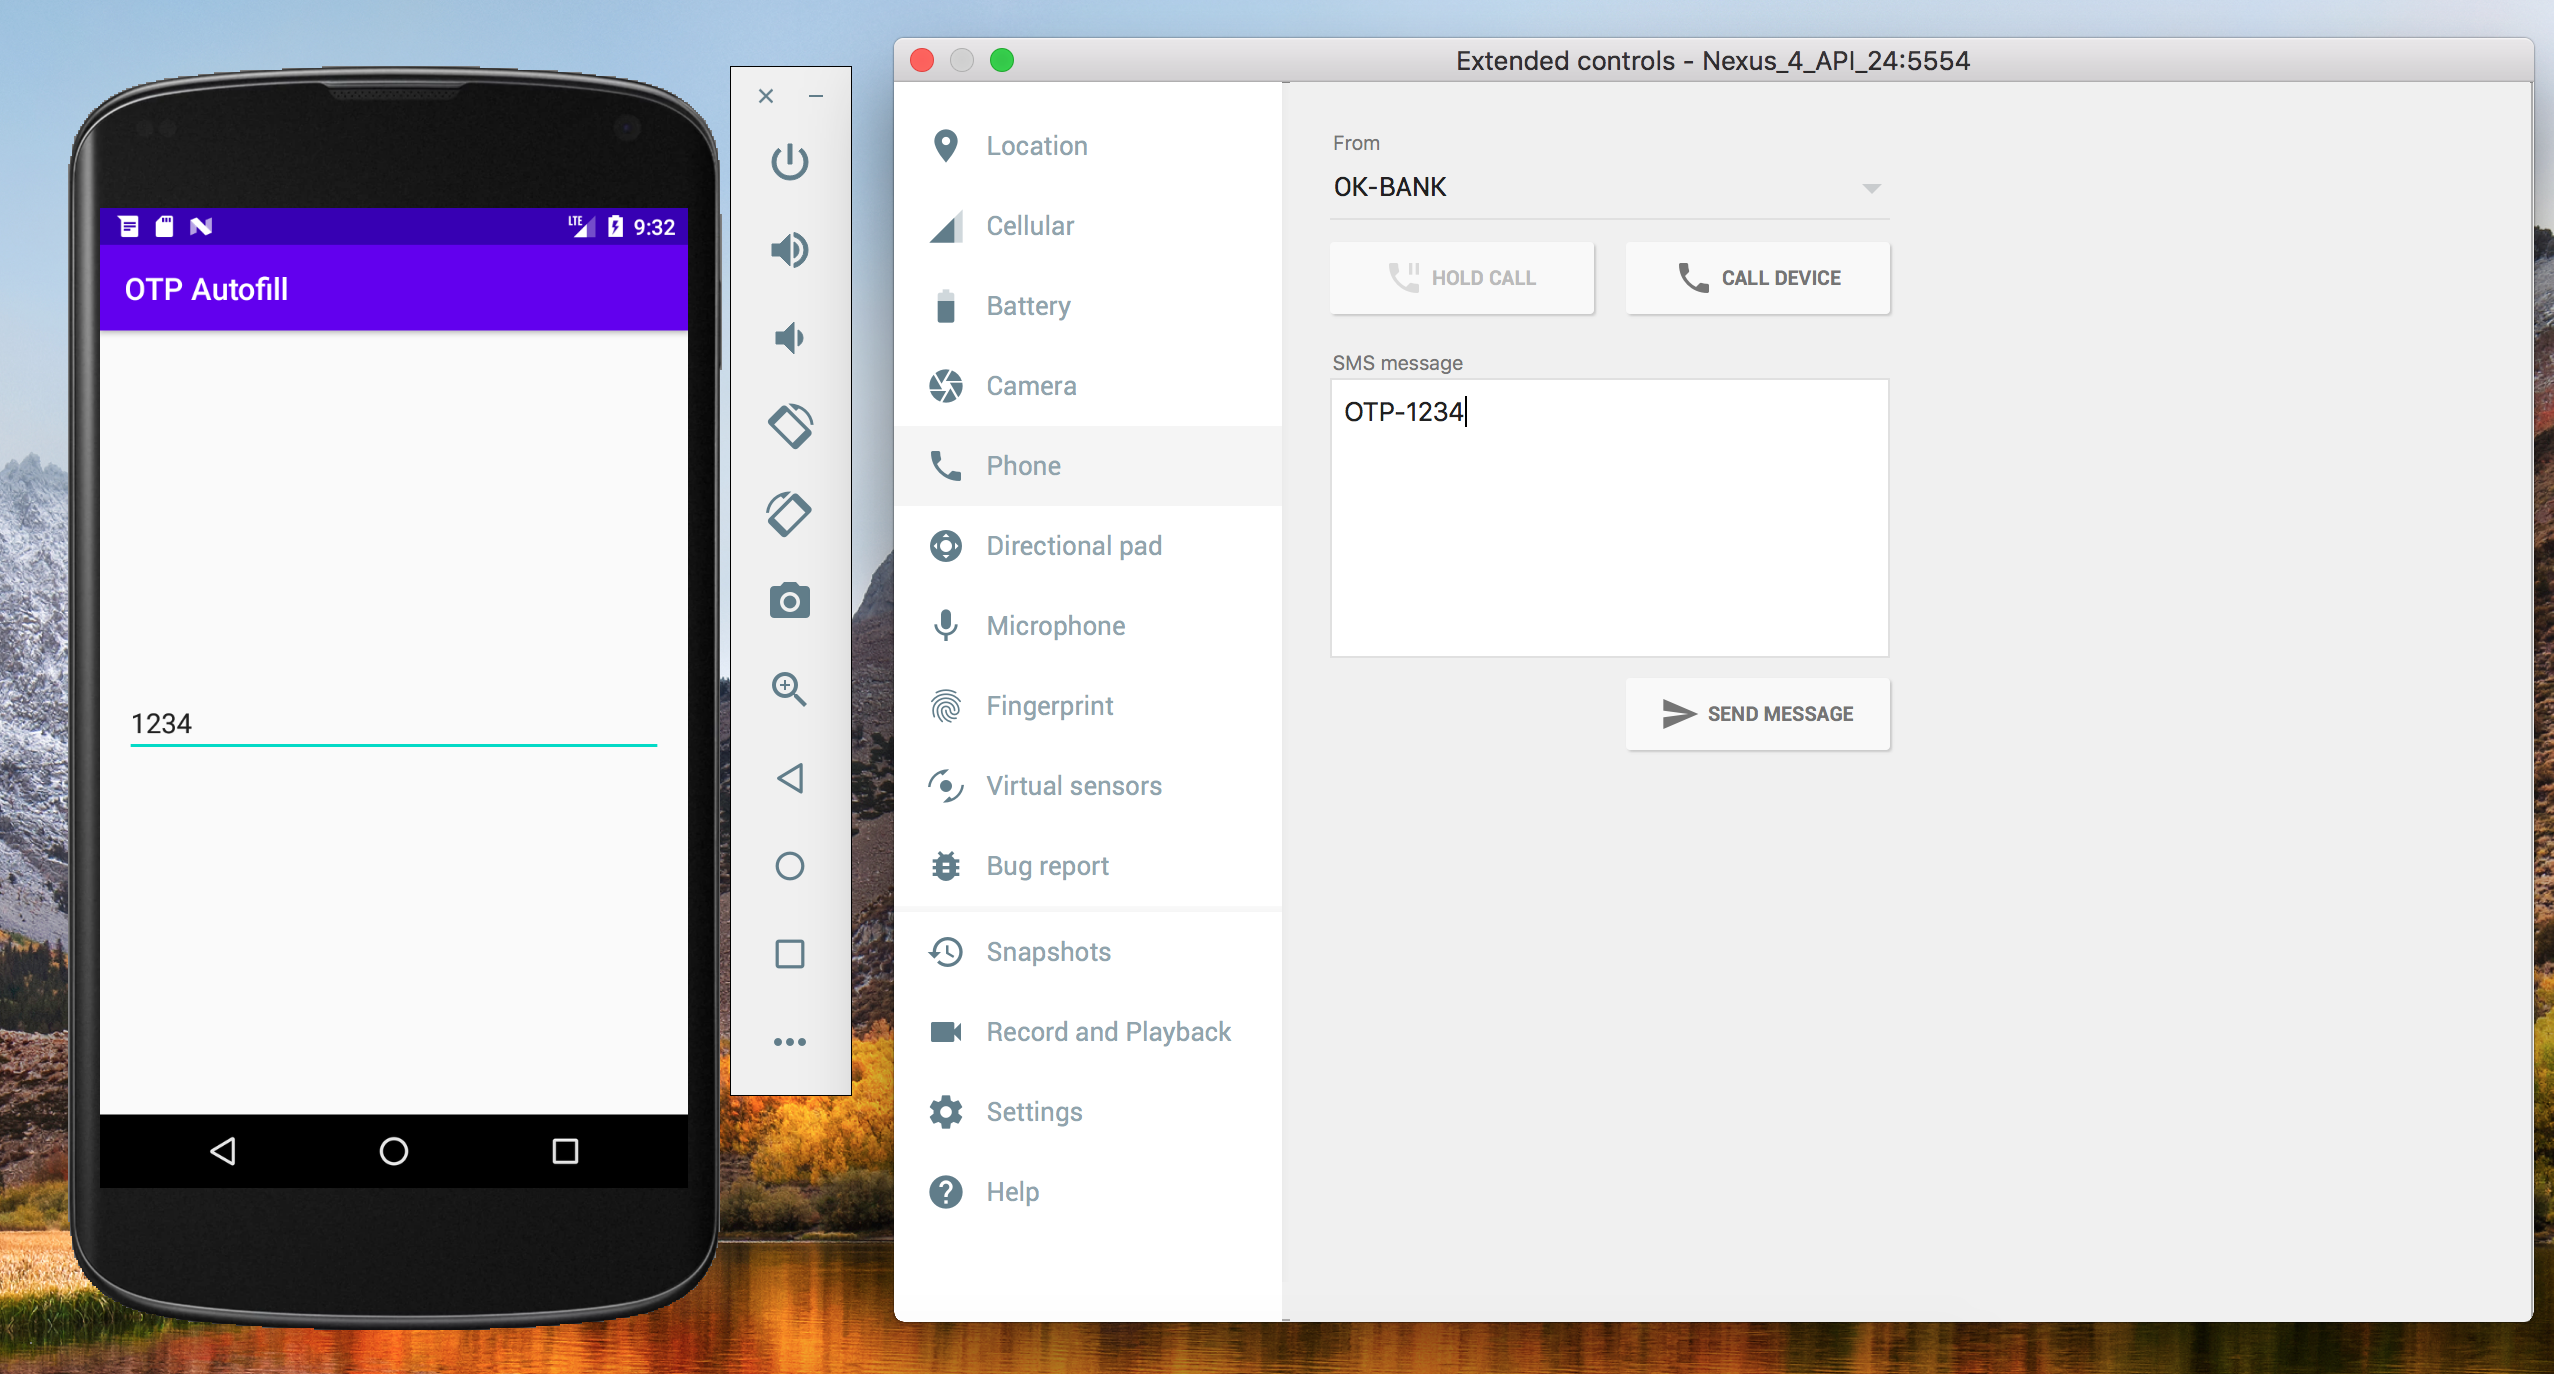 LTE 9:32
OTP Autofill
1234
Extended controls - Nexus_4_API_24:5554
Location
Cellular
Battery
Camera
Phone
Directional pad
Microphone
Fingerprint
Virtual sensors
Bug report
Snapshots
Record and Playback
Settings
Help
From
OK-BANK
HOLD CALL
CALL DEVICE
SMS message
OTP-1234
SEND MESSAGE